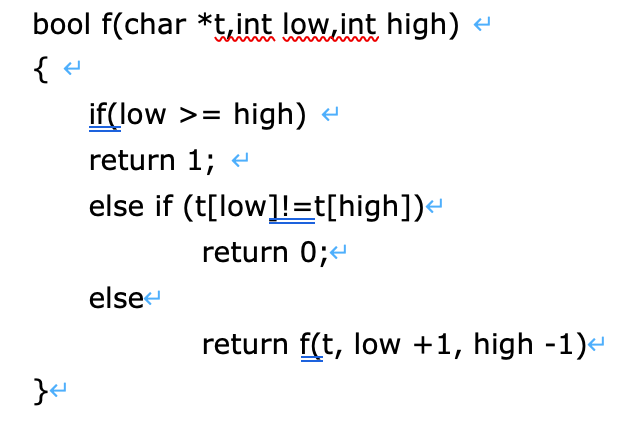 bool f(char *t,int low,int high) ↵
{ ↵
if(low >= high) ↵
return 1; ↵
else if (t[low]!=t[high])↵
return 0;↵
else↵
return f(t, low +1, high -1)↵
}↵